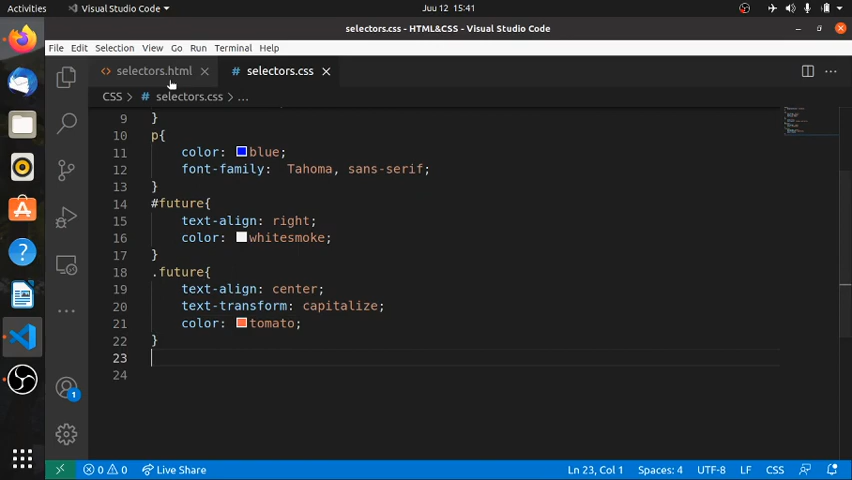 Activities
Visual Studio Code
Juu 12 15:41
selectors.css - HTML&CSS - Visual Studio Code
File Edit Selection View Go Run Terminal Help
<> selectors.html
# selectors.css
CSS > # selectors.css > ...
9 }
10 p{
11 color: blue;
12 font-family: Tahoma, sans-serif;
13 }
14 #future{
15 text-align: right;
16 color: whitesmoke;
17 }
18 .future{
19 text-align: center;
20 text-transform: capitalize;
21 color: tomato;
22 }
23
24
1
0 0 Live Share Ln 23, Col 1 Spaces: 4 UTF-8 LF CSS